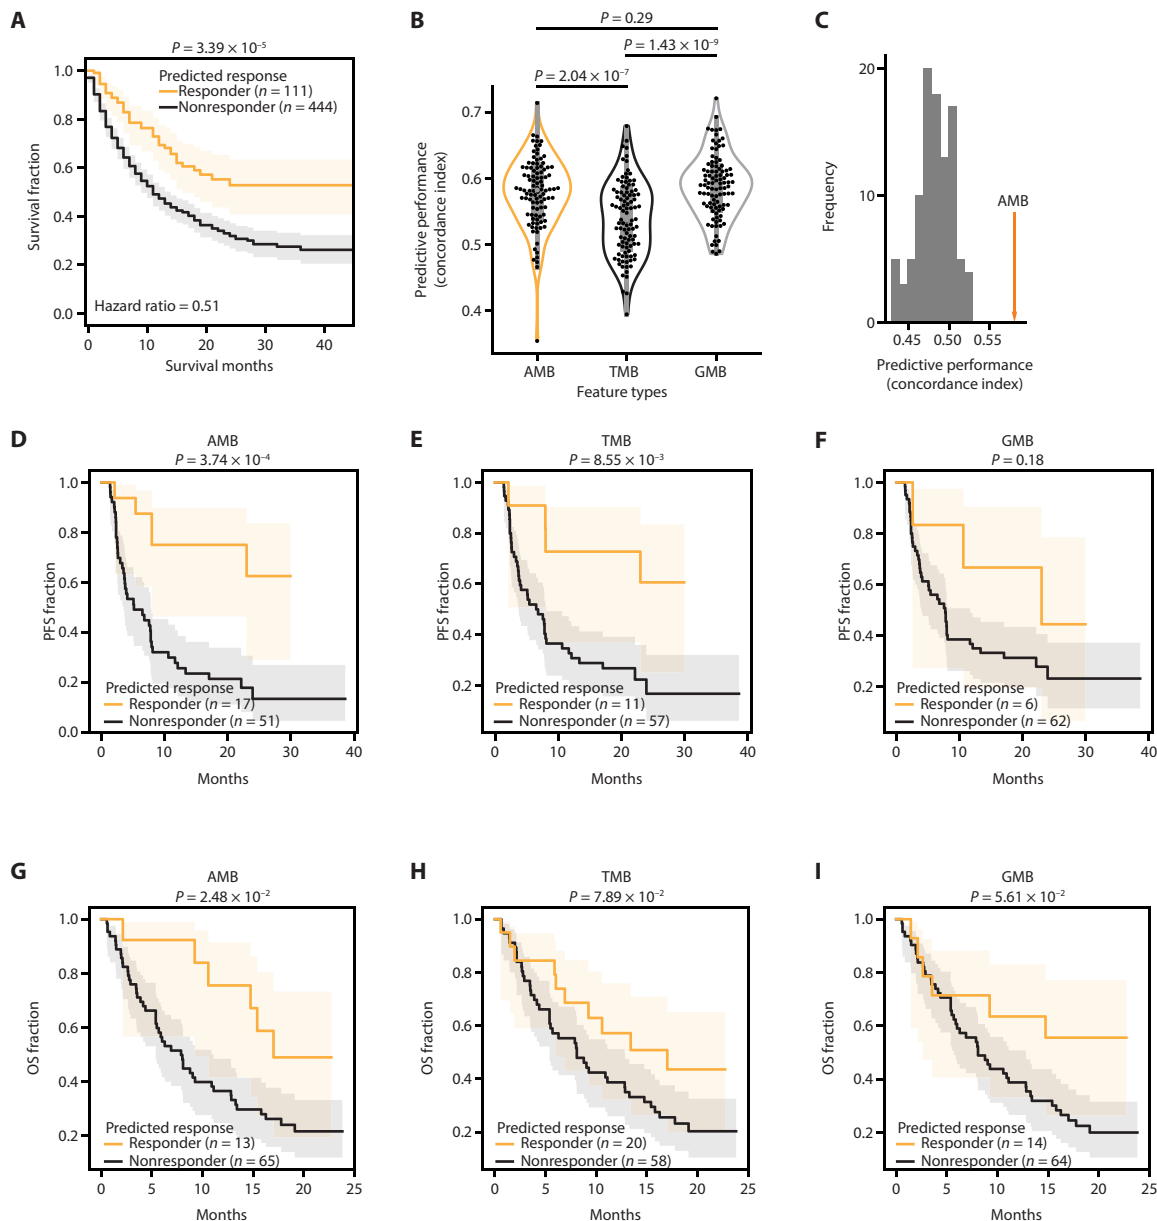 A
P = 3.39 × 10⁻⁵
Predicted response
Responder (n = 111)
Nonresponder (n = 444)
1.0
0.8
0.6
0.4
0.2
0.0
Survival fraction
Hazard ratio = 0.51
0 10 20 30 40
Survival months
B
P = 0.29
P = 1.43 × 10⁻⁹
P = 2.04 × 10⁻⁷
0.7
0.6
0.5
0.4
Predictive performance
(concordance index)
AMB TMB GMB
Feature types
C
20
10
0
Frequency
AMB
0.45 0.50 0.55
Predictive performance
(concordance index)
D
AMB
P = 3.74 × 10⁻⁴
1.0
0.8
0.6
0.4
0.2
0.0
PFS fraction
Predicted response
Responder (n = 17)
Nonresponder (n = 51)
0 10 20 30 40
Months
E
TMB
P = 8.55 × 10⁻³
1.0
0.8
0.6
0.4
0.2
PFS fraction
Predicted response
Responder (n = 11)
Nonresponder (n = 57)
0 10 20 30 40
Months
F
GMB
P = 0.18
1.0
0.8
0.6
0.4
0.2
PFS fraction
Predicted response
Responder (n = 6)
Nonresponder (n = 62)
0 10 20 30 40
Months
G
AMB
P = 2.48 × 10⁻²
1.0
0.8
0.6
0.4
0.2
OS fraction
Predicted response
Responder (n = 13)
Nonresponder (n = 65)
0 5 10 15 20 25
Months
H
TMB
P = 7.89 × 10⁻²
1.0
0.8
0.6
0.4
0.2
OS fraction
Predicted response
Responder (n = 20)
Nonresponder (n = 58)
0 5 10 15 20 25
Months
I
GMB
P = 5.61 × 10⁻²
1.0
0.8
0.6
0.4
0.2
OS fraction
Predicted response
Responder (n = 14)
Nonresponder (n = 64)
0 5 10 15 20 25
Months